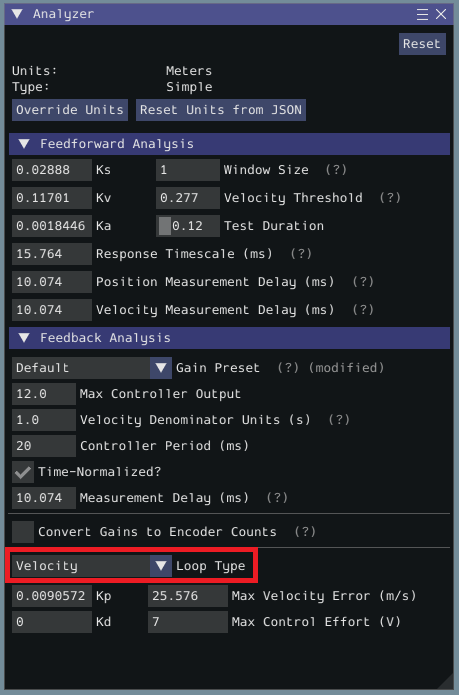 Analyzer
Reset
Units: Meters
Type: Simple
Override Units Reset Units from JSON
Feedforward Analysis
0.02888 Ks 1 Window Size (?)
0.11701 Kv 0.277 Velocity Threshold (?)
0.0018446 Ka 0.12 Test Duration
15.764 Response Timescale (ms) (?)
10.074 Position Measurement Delay (ms) (?)
10.074 Velocity Measurement Delay (ms) (?)
Feedback Analysis
Default Gain Preset (?) (modified)
12.0 Max Controller Output
1.0 Velocity Denominator Units (s) (?)
20 Controller Period (ms)
Time-Normalized?
10.074 Measurement Delay (ms) (?)
Convert Gains to Encoder Counts (?)
Velocity Loop Type
0.0090572 Kp 25.576 Max Velocity Error (m/s)
0 Kd 7 Max Control Effort (V)